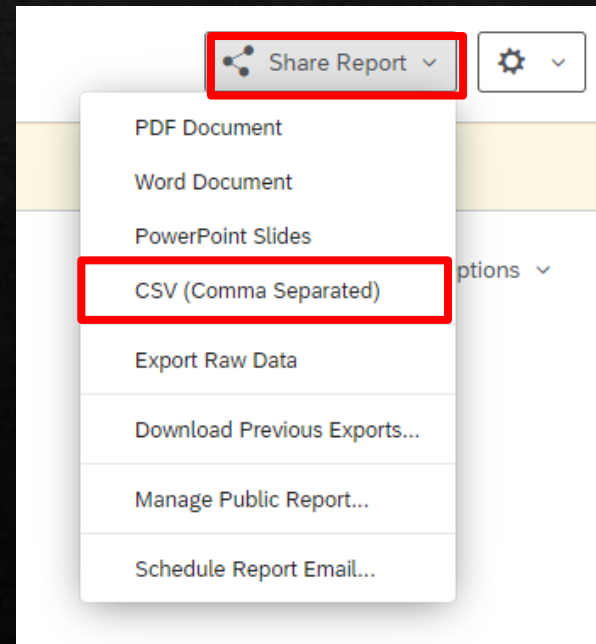 Share Report
PDF Document
Word Document
PowerPoint Slides
ptions
CSV (Comma Separated)
Export Raw Data
Download Previous Exports...
Manage Public Report...
Schedule Report Email...